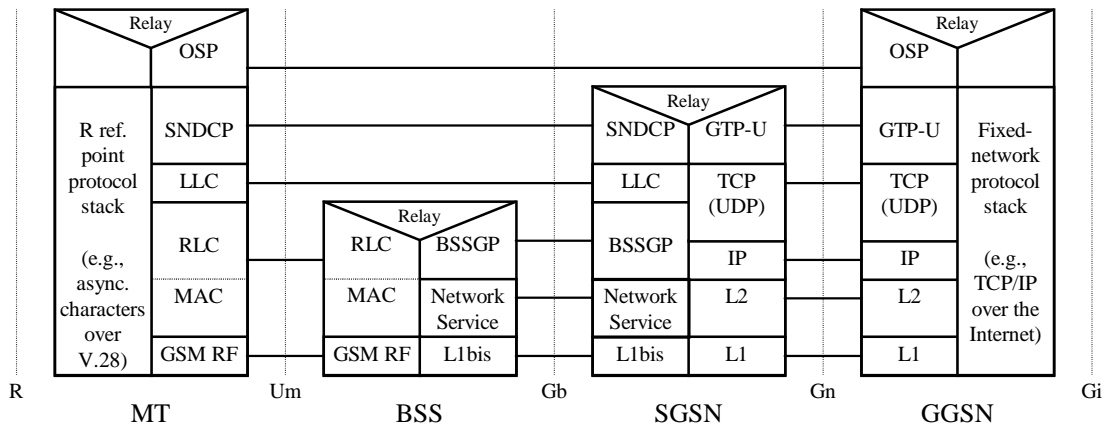 Relay
OSP
R ref.
point
protocol
stack
(e.g.,
async.
characters
over
V.28)
SNDCP
LLC
RLC
MAC
GSM RF
Relay
RLC
MAC
GSM RF
BSSGP
Network
Service
L1bis
Relay
SNDCP
LLC
BSSGP
Network
Service
L1bis
GTP-U
TCP
(UDP)
IP
L2
L1
Relay
OSP
GTP-U
TCP
(UDP)
IP
L2
L1
Fixed-
network
protocol
stack
(e.g.,
TCP/IP
over the
Internet)
R
Um
Gb
Gn
Gi
MT
BSS
SGSN
GGSN